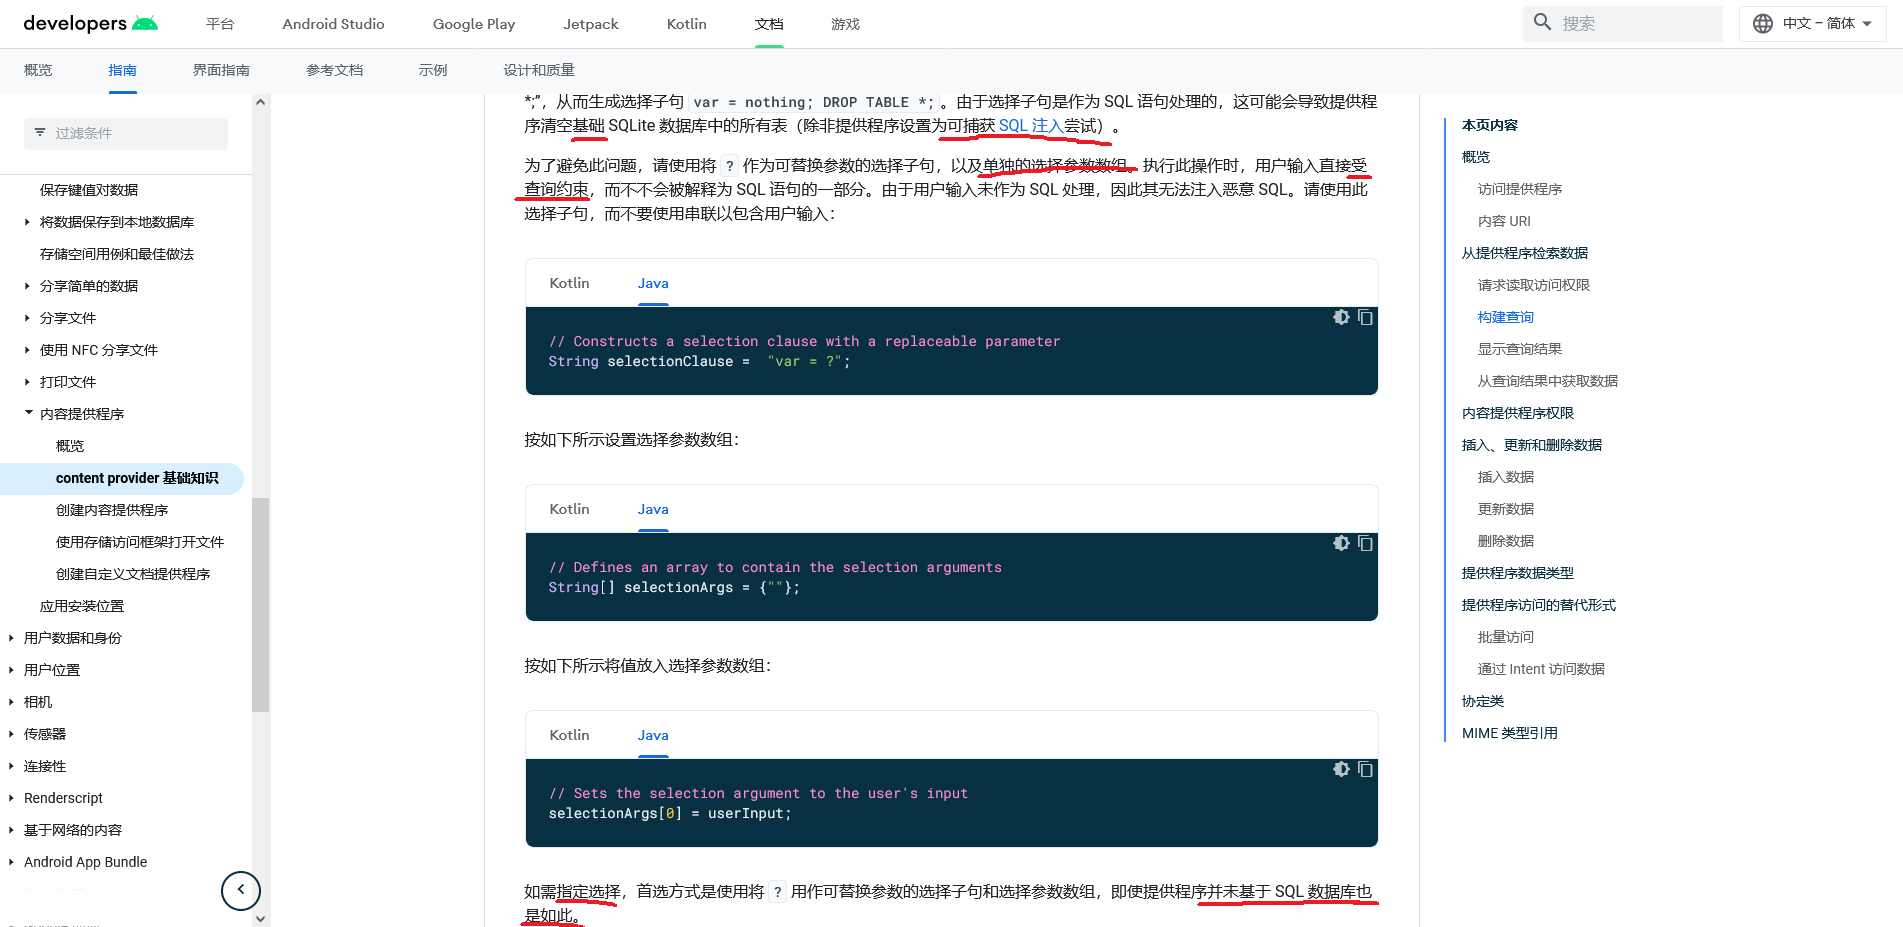 developers
平台
Android Studio
Google Play
Jetpack
Kotlin
文档
游戏
搜索
中文 – 简体
概览
指南
界面指南
参考文档
示例
设计和质量
过滤条件
保存键值对数据
将数据保存到本地数据库
存储空间用例和最佳做法
分享简单的数据
分享文件
使用 NFC 分享文件
打印文件
内容提供程序
概览
content provider 基础知识
创建内容提供程序
使用存储访问框架打开文件
创建自定义文档提供程序
应用安装位置
用户数据和身份
用户位置
相机
传感器
连接性
Renderscript
基于网络的内容
Android App Bundle
*;”，从而生成选择子句 var = nothing; DROP TABLE *;。由于选择子句是作为 SQL 语句处理的，这可能会导致提供程
序清空基础 SQLite 数据库中的所有表（除非提供程序设置为可捕获 SQL 注入尝试）。
为了避免此问题，请使用将 ? 作为可替换参数的选择子句，以及单独的选择参数数组。执行此操作时，用户输入直接受
查询约束，而不不会被解释为 SQL 语句的一部分。由于用户输入未作为 SQL 处理，因此其无法注入恶意 SQL。请使用此
选择子句，而不要使用串联以包含用户输入：
Kotlin
Java
// Constructs a selection clause with a replaceable parameter
String selectionClause =  "var = ?";
按如下所示设置选择参数数组：
Kotlin
Java
// Defines an array to contain the selection arguments
String[] selectionArgs = {""};
按如下所示将值放入选择参数数组：
Kotlin
Java
// Sets the selection argument to the user's input
selectionArgs[0] = userInput;
如需指定选择，首选方式是使用将 ? 用作可替换参数的选择子句和选择参数数组，即使提供程序并未基于 SQL 数据库也
是如此。
本页内容
概览
访问提供程序
内容 URI
从提供程序检索数据
请求读取访问权限
构建查询
显示查询结果
从查询结果中获取数据
内容提供程序权限
插入、更新和删除数据
插入数据
更新数据
删除数据
提供程序数据类型
提供程序访问的替代形式
批量访问
通过 Intent 访问数据
协定类
MIME 类型引用